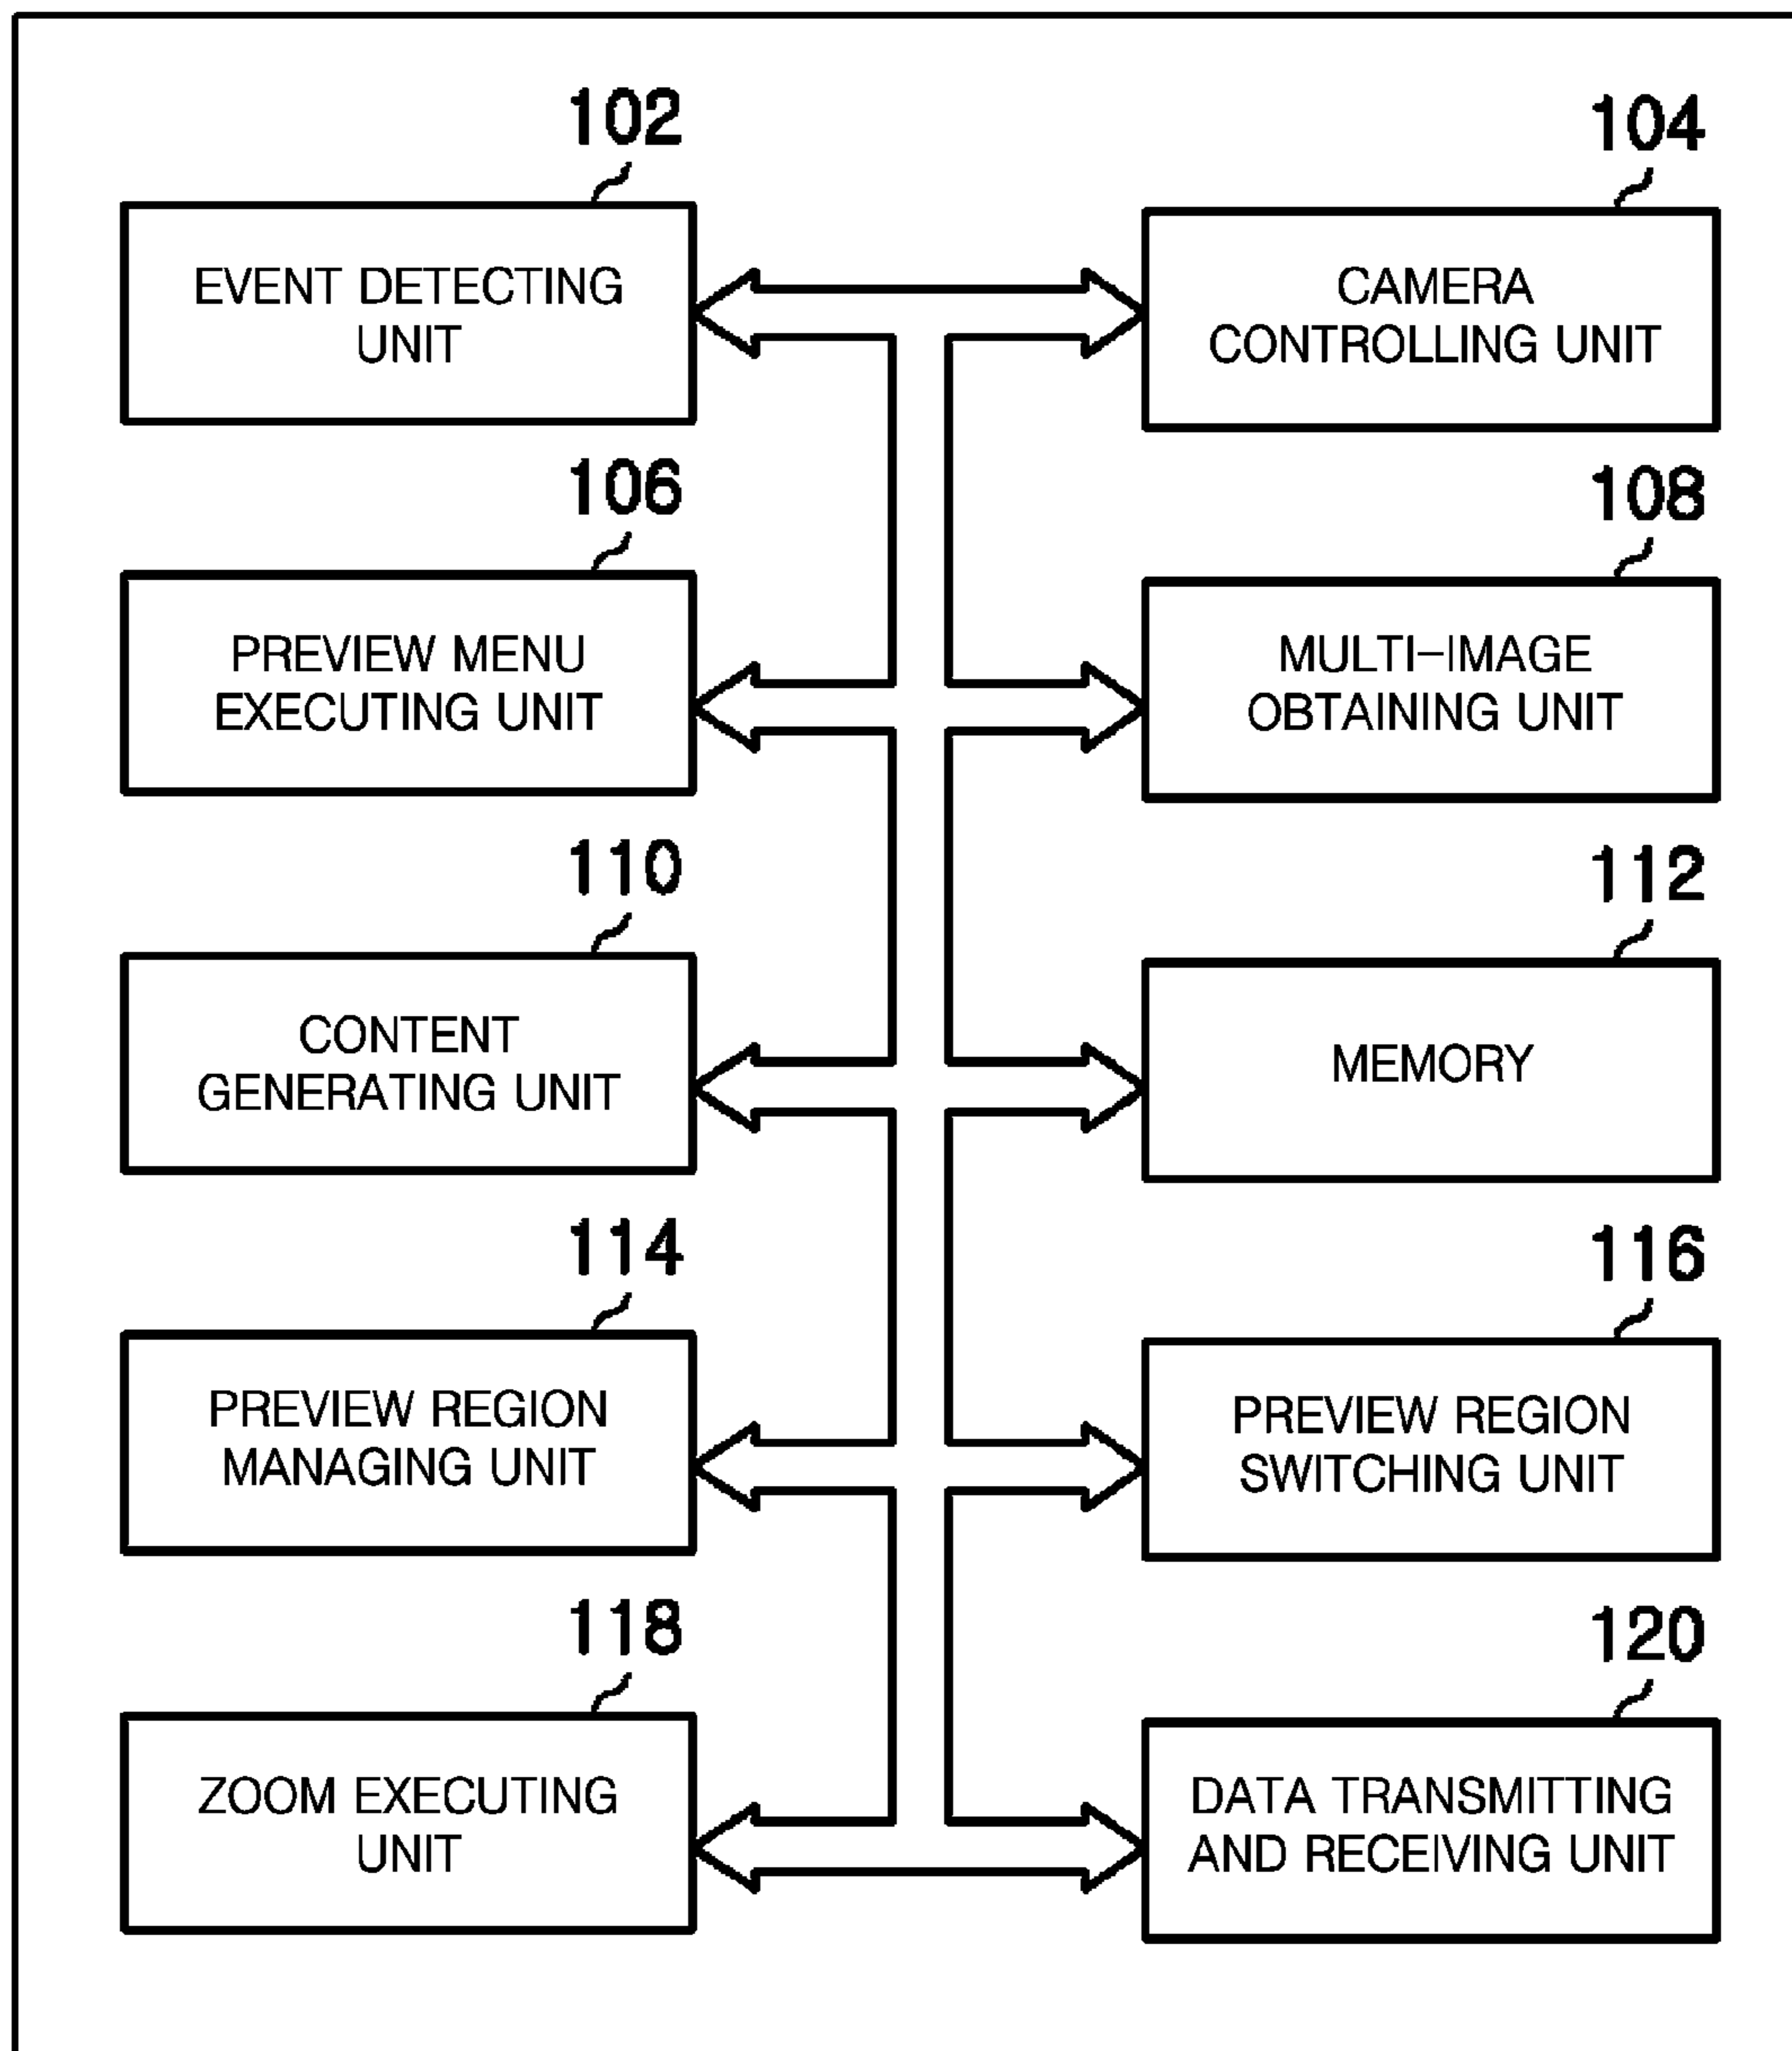 102
104
EVENT DETECTING
UNIT
CAMERA
CONTROLLING UNIT
106
108
PREVIEW MENU
EXECUTING UNIT
MULTI-IMAGE
OBTAINING UNIT
110
112
CONTENT
GENERATING UNIT
MEMORY
114
116
PREVIEW REGION
MANAGING UNIT
PREVIEW REGION
SWITCHING UNIT
118
120
ZOOM EXECUTING
UNIT
DATA TRANSMITTING
AND RECEIVING UNIT